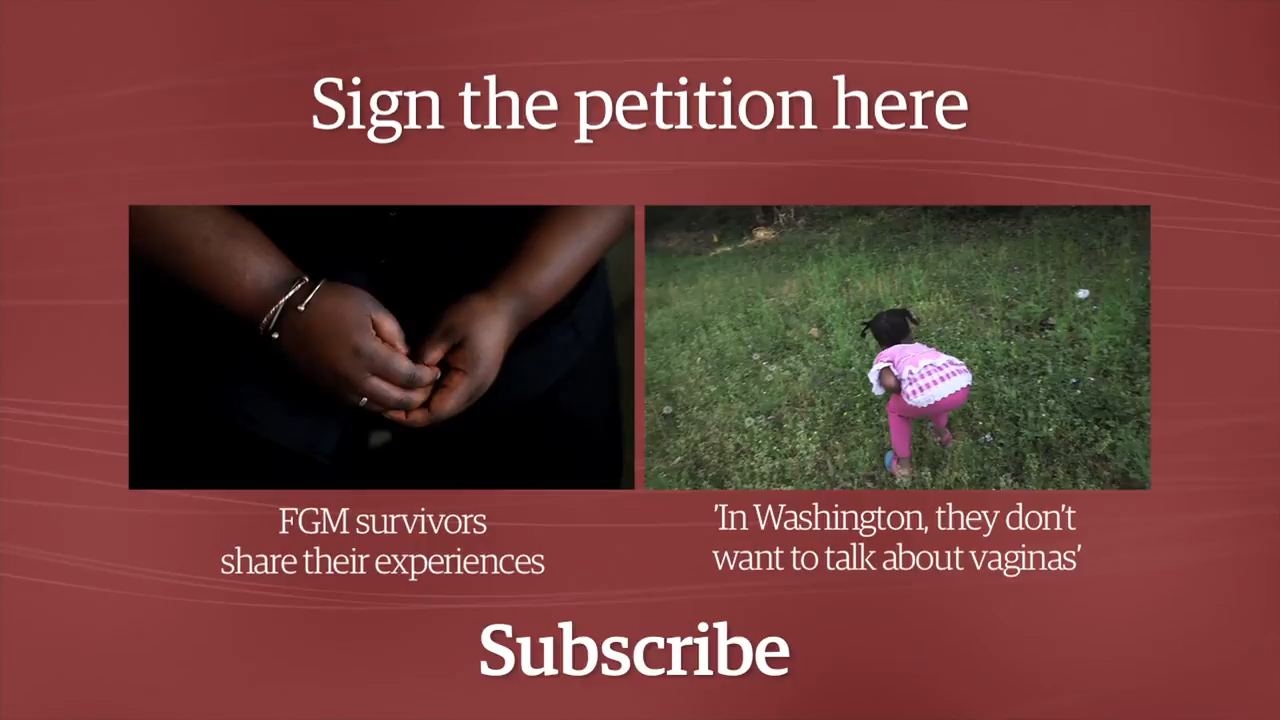 Sign the petition here
FGM survivors
share their experiences
'In Washington, they don't
want to talk about vaginas'
Subscribe